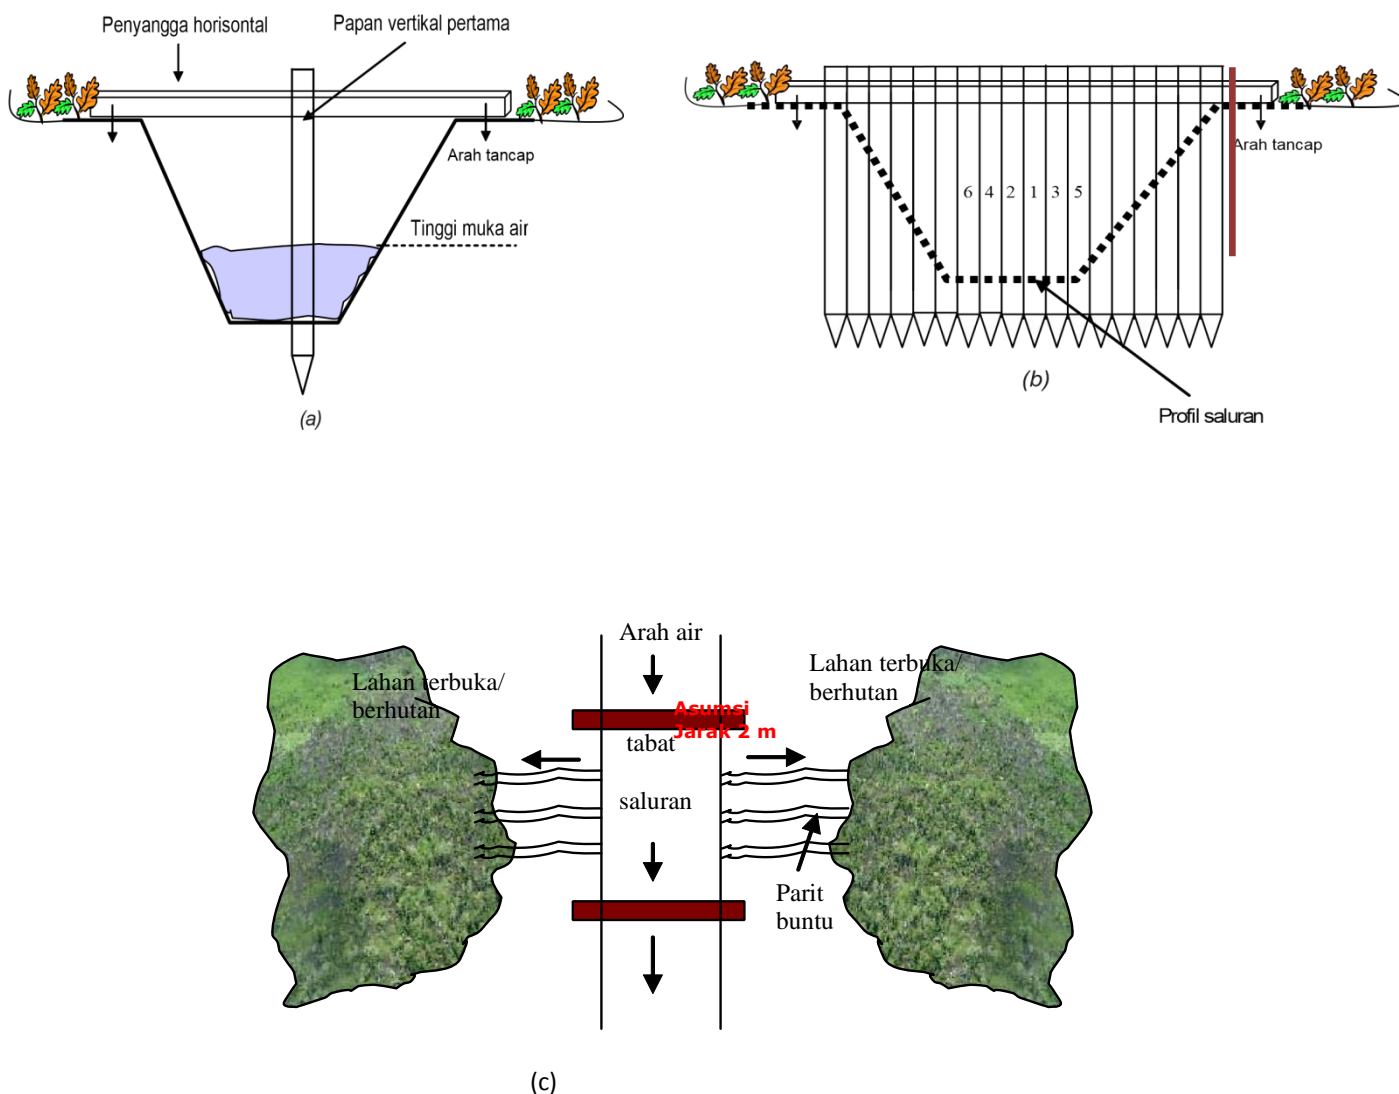 Penyangga horisontal
Papan vertikal pertama
Arah tancap
Tinggi muka air
(a)
Arah tancap
6 4 2 1 3 5
(b)
Profil saluran
Arah air
Lahan terbuka/
berhutan
Lahan terbuka/
berhutan
Asumsi
Jarak 2 m
tabat
saluran
Parit
buntu
(c)